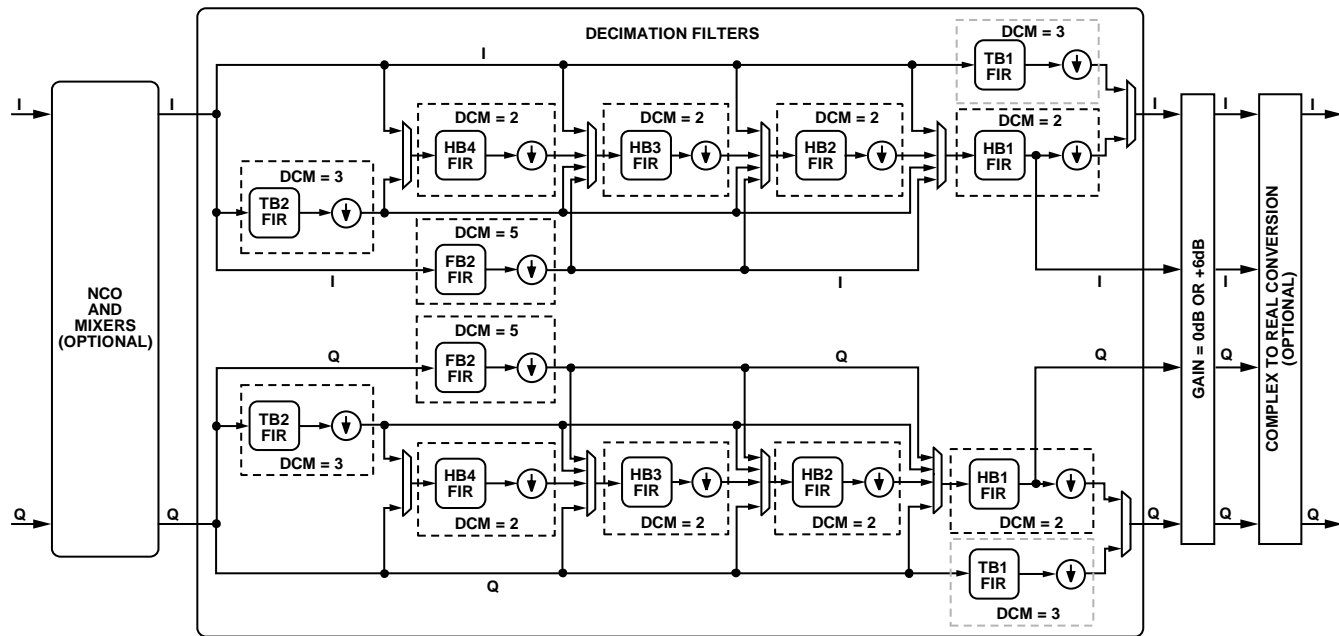 DECIMATION FILTERS
DCM = 3
I
TB1
FIR
I
I
DCM = 2
DCM = 2
DCM = 2
DCM = 2
I
I
I
HB4
FIR
HB3
FIR
HB2
FIR
HB1
FIR
DCM = 3
TB2
FIR
DCM = 5
FB2
FIR
I
I
I
I
NCO
AND
MIXERS
(OPTIONAL)
GAIN = 0dB OR +6dB
COMPLEX TO REAL CONVERSION
(OPTIONAL)
DCM = 5
Q
FB2
FIR
Q
Q
Q
TB2
FIR
DCM = 3
HB4
FIR
HB3
FIR
HB2
FIR
HB1
FIR
DCM = 2
DCM = 2
DCM = 2
DCM = 2
Q
Q
Q
Q
Q
TB1
FIR
Q
DCM = 3